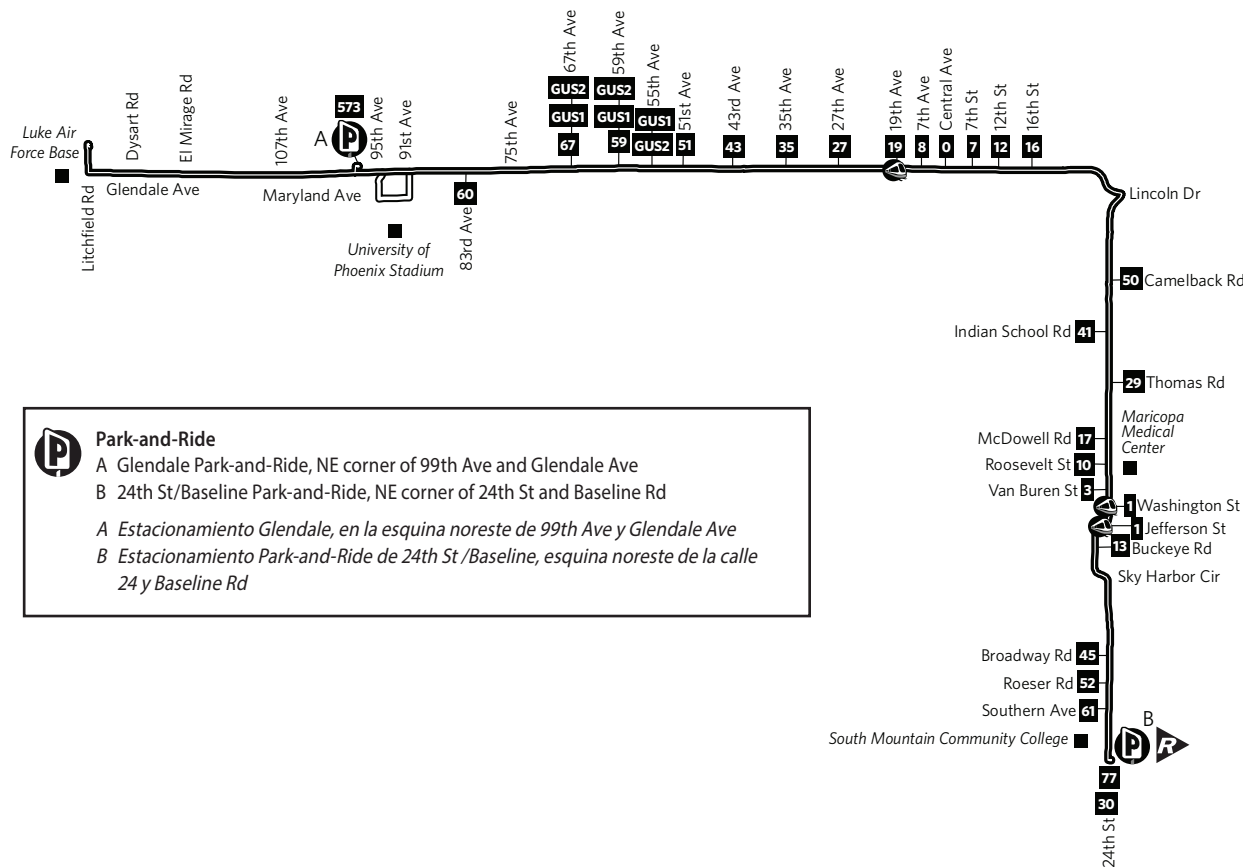 Luke Air
Force Base
Litchfield Rd
Dysart Rd
El Mirage Rd
Glendale Ave
107th Ave
573
A
P
Maryland Ave
95th Ave
91st Ave
University of
Phoenix Stadium
60
83rd Ave
75th Ave
67th Ave
GUS2
GUS1
67
59th Ave
GUS2
GUS1
59
55th Ave
GUS1
GUS2
51st Ave
51
43rd Ave
43
35th Ave
35
27th Ave
27
19th Ave
19
7th Ave
8
Central Ave
0
7th St
7
12th St
12
16th St
16
Lincoln Dr
50 Camelback Rd
Indian School Rd 41
29 Thomas Rd
Maricopa
Medical
Center
McDowell Rd 17
Roosevelt St 10
Van Buren St 3
1 Washington St
1 Jefferson St
13 Buckeye Rd
Sky Harbor Cir
Broadway Rd 45
Roeser Rd 52
Southern Ave 61
South Mountain Community College
B
P R
77
30
24th St
P
Park-and-Ride
A Glendale Park-and-Ride, NE corner of 99th Ave and Glendale Ave
B 24th St/Baseline Park-and-Ride, NE corner of 24th St and Baseline Rd
A Estacionamiento Glendale, en la esquina noreste de 99th Ave y Glendale Ave
B Estacionamiento Park-and-Ride de 24th St /Baseline, esquina noreste de la calle
24 y Baseline Rd